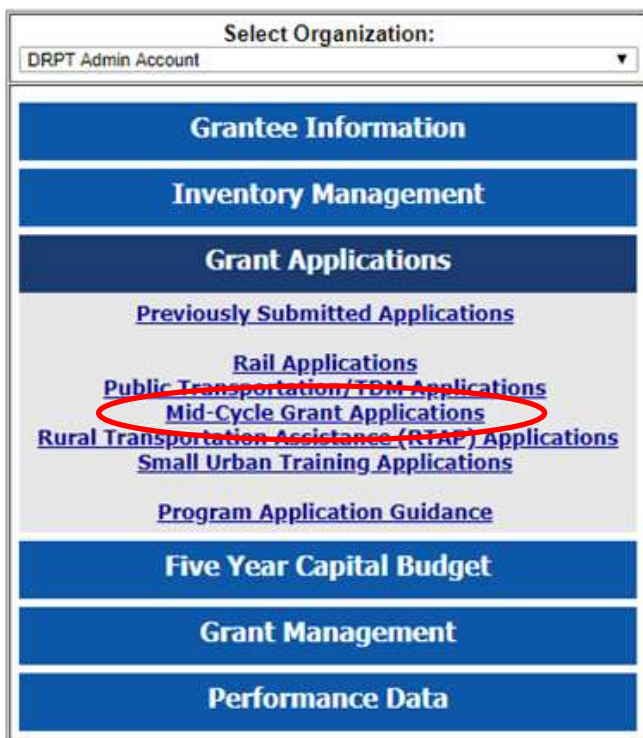 Select Organization:
DRPT Admin Account
Grantee Information
Inventory Management
Grant Applications
Previously Submitted Applications
Rail Applications
Public Transportation/TDM Applications
Mid-Cycle Grant Applications
Rural Transportation Assistance (RTAP) Applications
Small Urban Training Applications
Program Application Guidance
Five Year Capital Budget
Grant Management
Performance Data